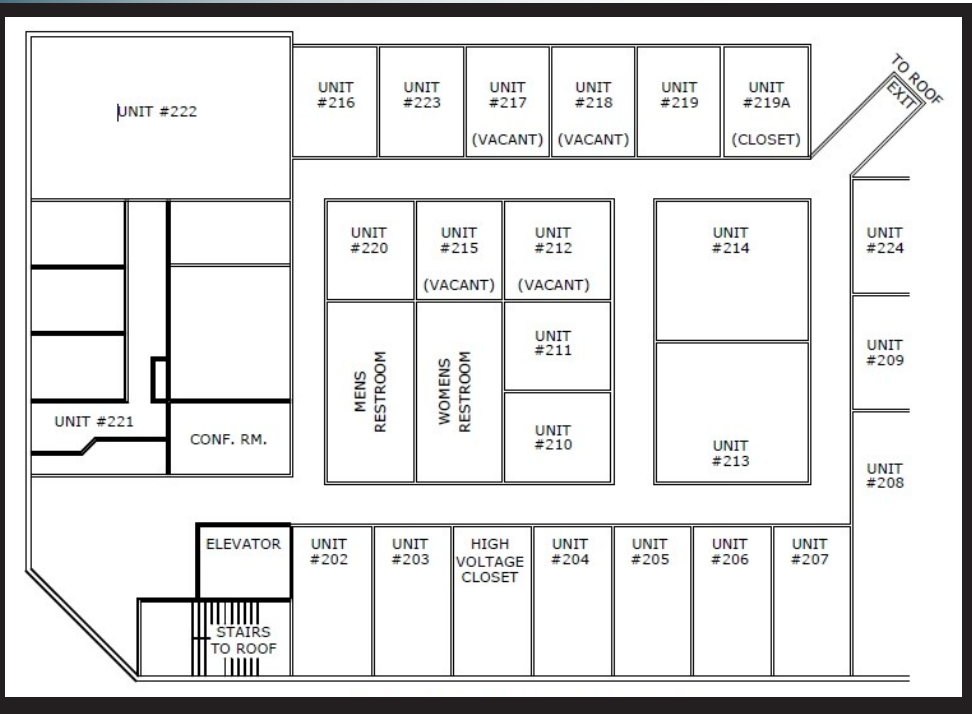 UNIT #222
UNIT
#216
UNIT
#223
UNIT
#217
(VACANT)
UNIT
#218
(VACANT)
UNIT
#219
UNIT
#219A
(CLOSET)
TO ROOF
EXIT
UNIT
#220
UNIT
#215
(VACANT)
UNIT
#212
(VACANT)
UNIT
#214
UNIT
#224
MENS
RESTROOM
WOMENS
RESTROOM
UNIT
#211
UNIT
#209
UNIT #221
CONF. RM.
UNIT
#210
UNIT
#213
UNIT
#208
ELEVATOR
UNIT
#202
UNIT
#203
HIGH
VOLTAGE
CLOSET
UNIT
#204
UNIT
#205
UNIT
#206
UNIT
#207
STAIRS
TO ROOF